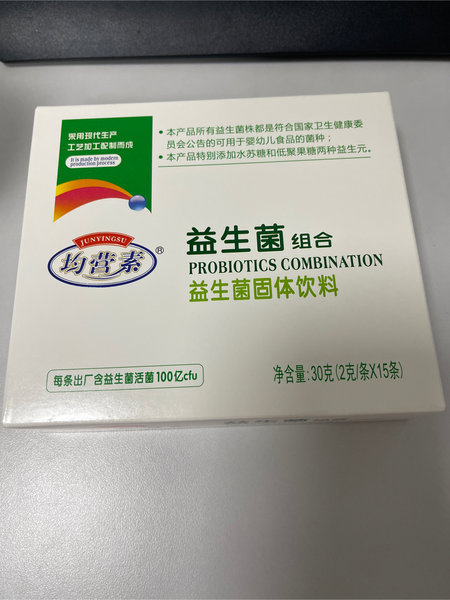 采用现代生产
工艺加工配制而成
It is made by modern
production process
• 本产品所有益生菌株都是符合国家卫生健康委
员会公告的可用于婴幼儿食品的菌种；
• 本产品特别添加水苏糖和低聚果糖两种益生元。
JUNYINGSU
均营素®
益生菌 组合
PROBIOTICS COMBINATION
益生菌固体饮料
每条出厂含益生菌活菌100亿cfu
净含量: 30克(2克/条X15条)